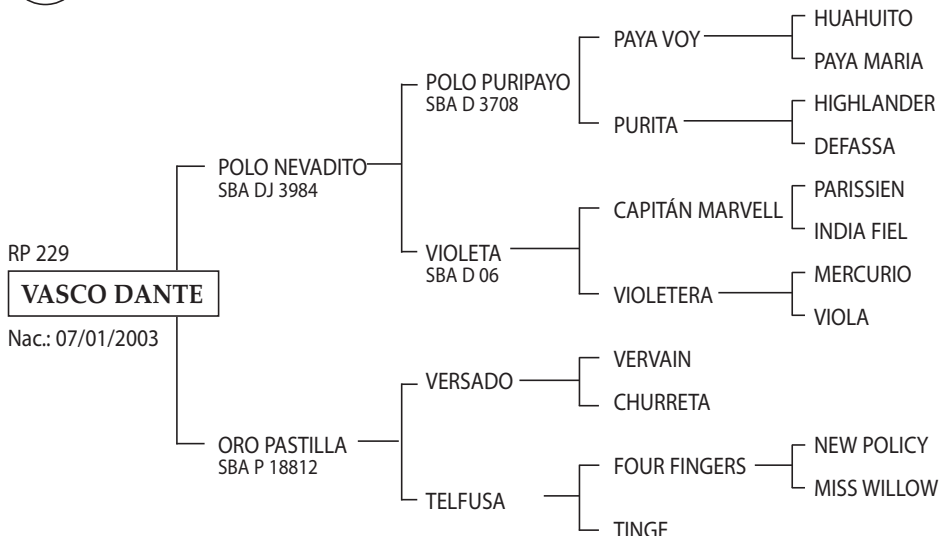 HUAHUITO
PAYA VOY
PAYA MARIA
POLO PURIPAYO
SBA D 3708
HIGHLANDER
PURITA
DEFASSA
POLO NEVADITO
SBA DJ 3984
PARISSIEN
CAPITÁN MARVELL
INDIA FIEL
VIOLETA
SBA D 06
MERCURIO
VIOLETERA
VIOLA
RP 229
VASCO DANTE
Nac.: 07/01/2003
VERVAIN
VERSADO
CHURRETA
ORO PASTILLA
SBA P 18812
NEW POLICY
FOUR FINGERS
MISS WILLOW
TELFUSA
TINGE